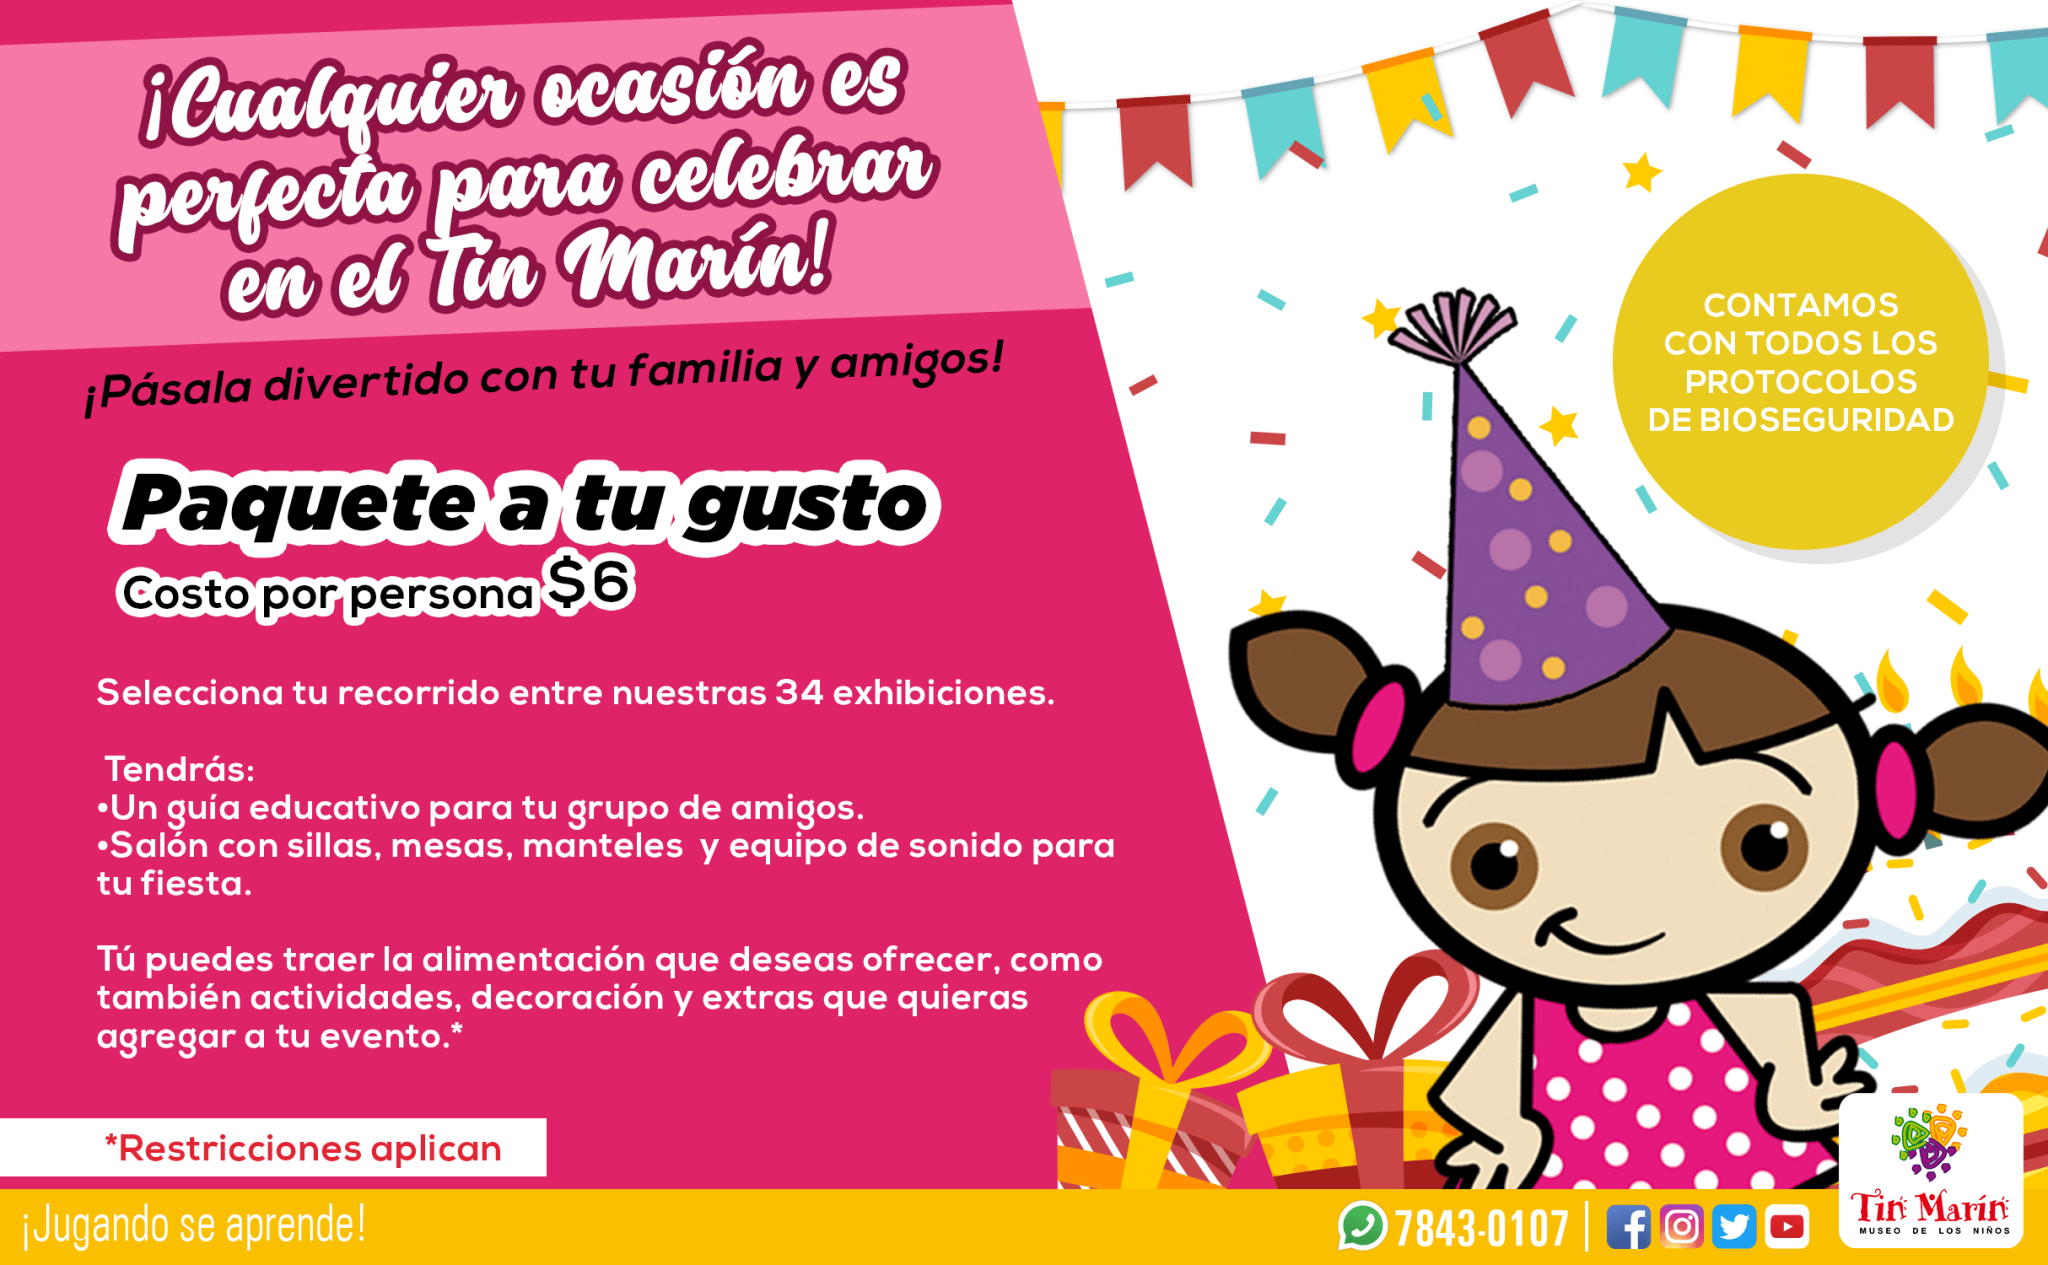 ¡Cualquier ocasión es
perfecta para celebrar
en el Tin Marín!
¡Pásala divertido con tu familia y amigos!
Paquete a tu gusto
Costo por persona $6
Selecciona tu recorrido entre nuestras 34 exhibiciones.
Tendrás:
•Un guía educativo para tu grupo de amigos.
•Salón con sillas, mesas, manteles y equipo de sonido para
tu fiesta.
Tú puedes traer la alimentación que deseas ofrecer, como
también actividades, decoración y extras que quieras
agregar a tu evento.*
*Restricciones aplican
CONTAMOS
CON TODOS LOS
PROTOCOLOS
DE BIOSEGURIDAD
¡Jugando se aprende!
7843-0107
Tin Marín
MUSEO DE LOS NIÑOS